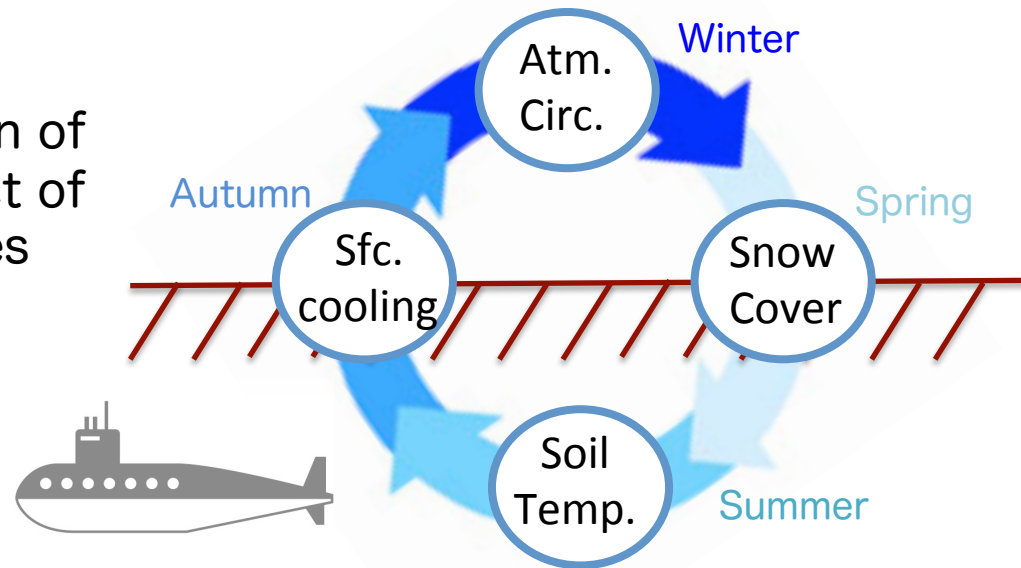 n of
t of
es
Atm.
Circ.
Winter
Autumn
Spring
Sfc.
cooling
Snow
Cover
Soil
Temp.
Summer